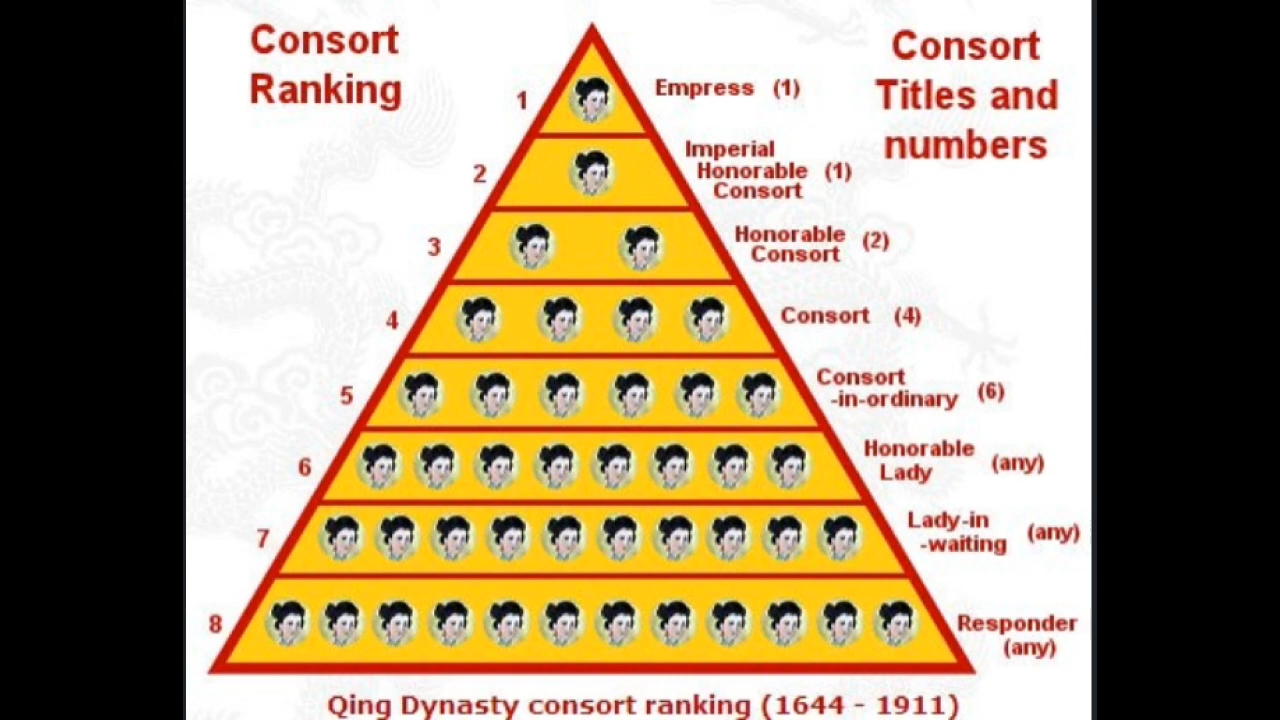 Consort
Ranking
Consort
Titles and
numbers
1
Empress (1)
2
Imperial
Honorable (1)
Consort
3
Honorable (2)
Consort
4
Consort (4)
5
Consort
-in-ordinary (6)
6
Honorable
Lady (any)
7
Lady-in
-waiting (any)
8
Responder
(any)
Qing Dynasty consort ranking (1644 - 1911)